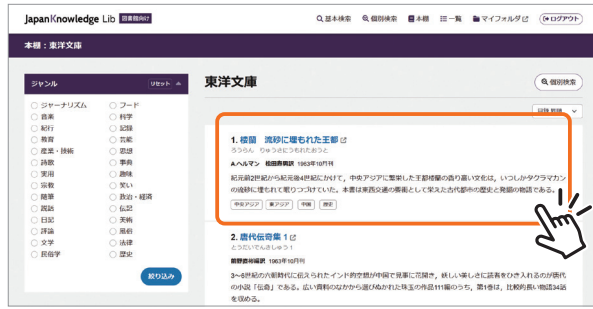 JapanKnowledge Lib 図書館向け
基本検索 個別検索 本棚 一覧 マイフォルダ ログアウト
本棚：東洋文庫
ジャンル リセット
ジャーナリズム フード
音楽 科学
紀行 記録
教育 芸能
産業・技術 思想
詩歌 事典
実用 趣味
宗教 笑い
随筆 政治・経済
説話 伝記
日記 美術
評論 風俗
文学 法律
民俗学 歴史
絞り込み
東洋文庫
個別検索
1. 楼蘭 流砂に埋もれた王都
ろうらん りゅうさにうもれたおうと
A.ヘルマン 松田壽男訳 1963年10月刊
紀元前2世紀から紀元後4世紀にかけて，中央アジアに繁栄した王都楼蘭の香り高い文化は，いつしかタクラマカン
の流砂に埋もれて眠りつづけていた。本書は東西交通の要衝として栄えた古代都市の歴史と発掘の物語である。
中央アジア 東アジア 中国 歴史
2. 唐代伝奇集 1
とうだいでんきしゅう 1
前野直彬編訳 1963年10月刊
3～6世紀の六朝時代に伝えられたインド的空想が中国で見事に花開き，妖しい美しさに読者をひき入れるのが唐代
の小説「伝奇」である。広い資料のなかから選びぬかれた珠玉の作品111編のうち，第1巻は，比較的長い物語34話
を収める。